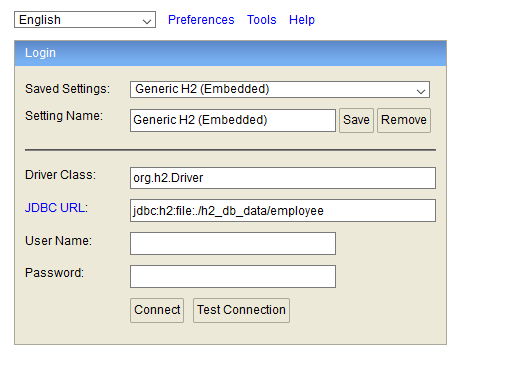 English Preferences Tools Help
Login
Saved Settings: Generic H2 (Embedded)
Setting Name: Generic H2 (Embedded) Save Remove
Driver Class: org.h2.Driver
JDBC URL: jdbc:h2:file:./h2_db_data/employee
User Name:
Password:
Connect Test Connection